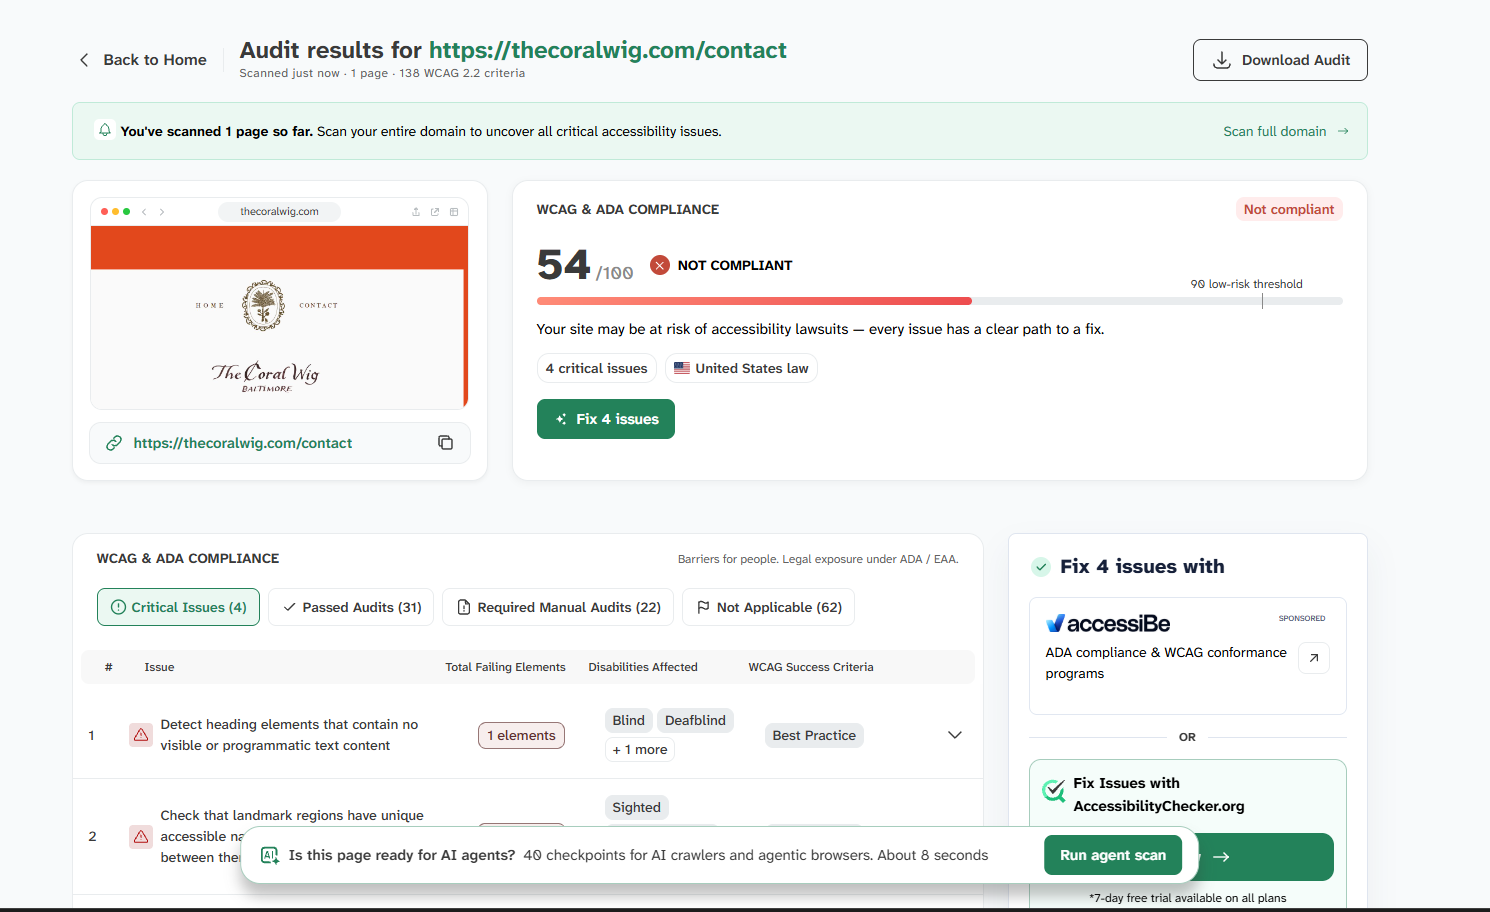 Back to Home
Audit results for https://thecoralwig.com/contact
Scanned just now · 1 page · 138 WCAG 2.2 criteria
Download Audit
You've scanned 1 page so far. Scan your entire domain to uncover all critical accessibility issues.
Scan full domain →
thecoralwig.com
HOME
CONTACT
The Coral Wig
BALTIMORE
https://thecoralwig.com/contact
WCAG & ADA COMPLIANCE
Not compliant
54 /100
NOT COMPLIANT
90 low-risk threshold
Your site may be at risk of accessibility lawsuits — every issue has a clear path to a fix.
4 critical issues
United States law
Fix 4 issues
WCAG & ADA COMPLIANCE
Barriers for people. Legal exposure under ADA / EAA.
Critical Issues (4)
Passed Audits (31)
Required Manual Audits (22)
Not Applicable (62)
# Issue Total Failing Elements Disabilities Affected WCAG Success Criteria
1
Detect heading elements that contain no
visible or programmatic text content
1 elements
Blind Deafblind
+ 1 more
Best Practice
2
Check that landmark regions have unique
accessible
between
Sighted
Fix 4 issues with
accessiBe
SPONSORED
ADA compliance & WCAG conformance
programs
OR
Fix Issues with
AccessibilityChecker.org
→
*7-day free trial available on all plans
AI
Is this page ready for AI agents? 40 checkpoints for AI crawlers and agentic browsers. About 8 seconds
Run agent scan